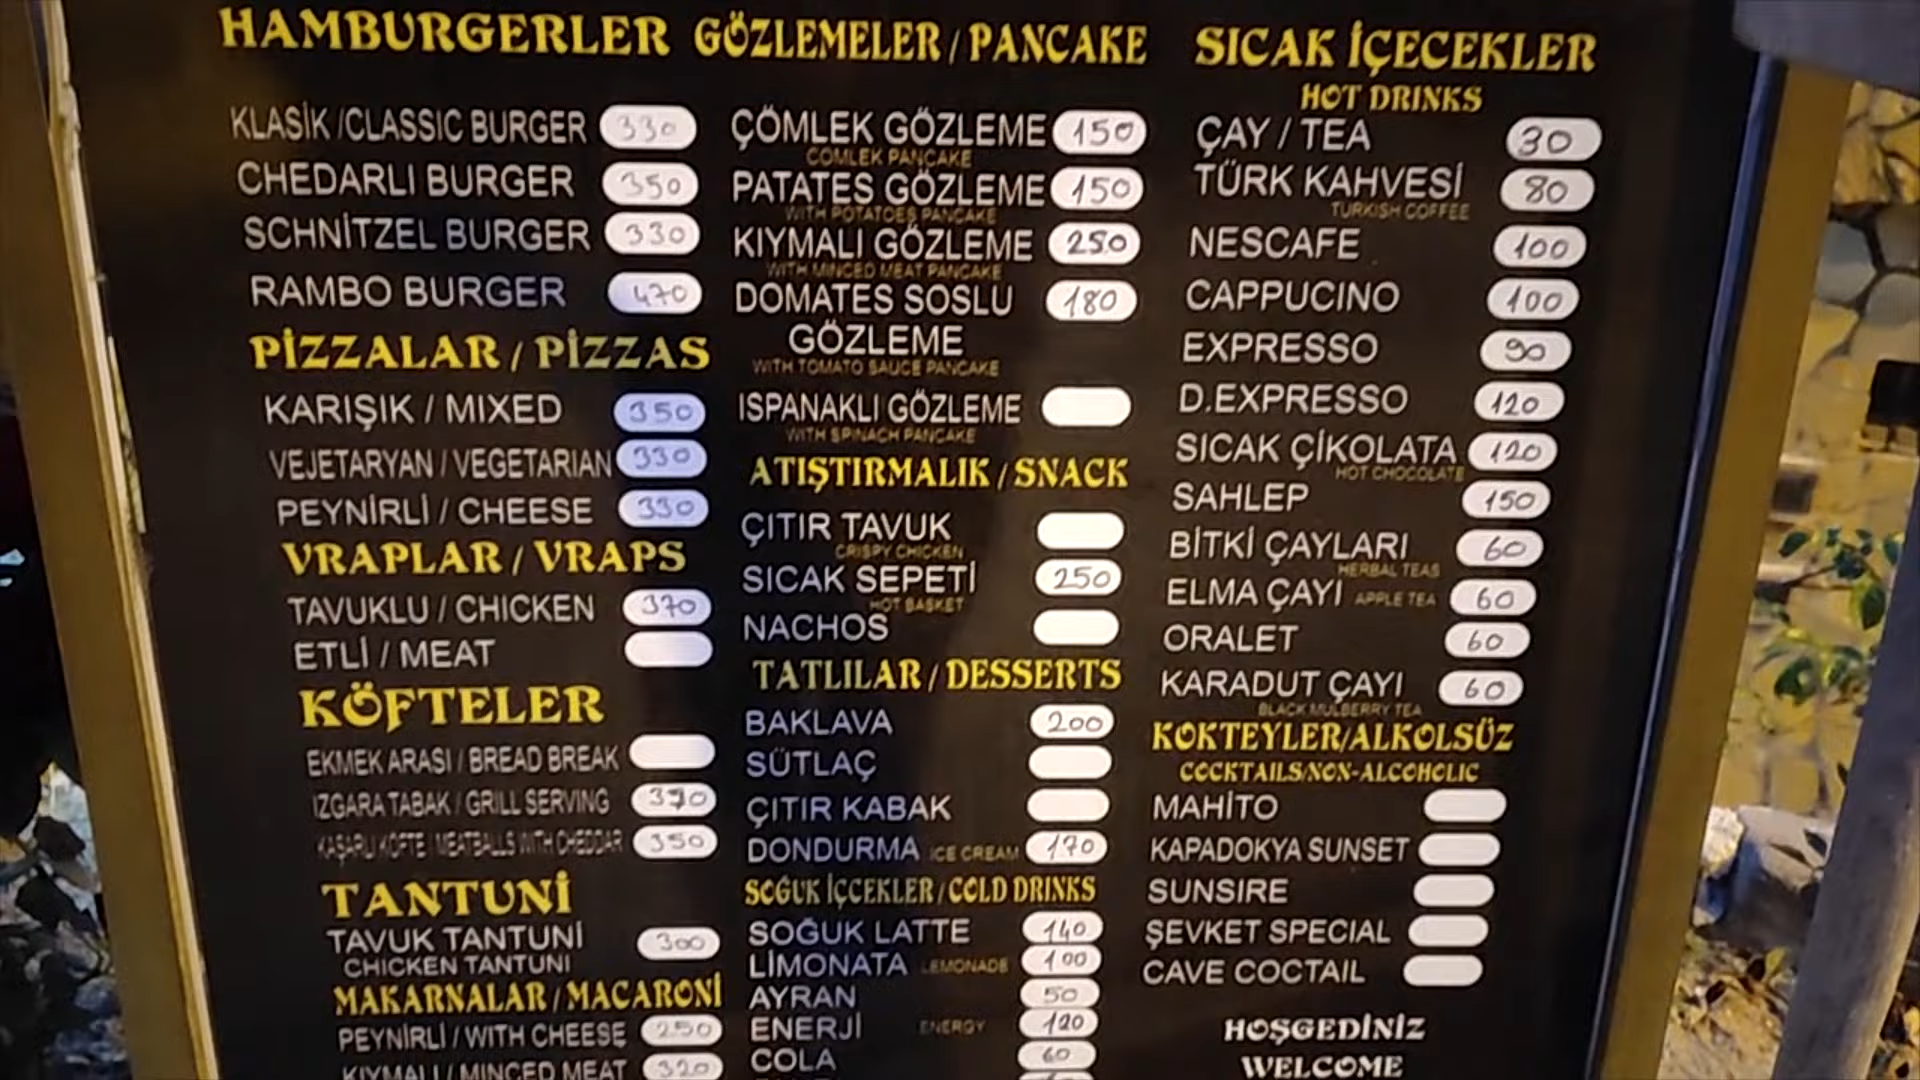 HAMBURGERLER
KLASİK /CLASSIC BURGER 330
CHEDARLI BURGER 350
SCHNİTZEL BURGER 330
RAMBO BURGER 470
PİZZALAR / PİZZAS
KARIŞIK / MIXED 350
VEJETARYAN / VEGETARIAN 330
PEYNİRLİ / CHEESE 330
VRAPLAR / VRAPS
TAVUKLU / CHICKEN 370
ETLİ / MEAT
KÖFTELER
EKMEK ARASI / BREAD BREAK
IZGARA TABAK / GRILL SERVING 370
KAŞARLI KÖFTE / MEATBALLS WITH CHEDDAR 350
TANTUNİ
TAVUK TANTUNİ 300
CHICKEN TANTUNI
MAKARNALAR / MACARONİ
PEYNİRLİ / WITH CHEESE 250
KIYMALI / MINCED MEAT 320
GÖZLEMELER / PANCAKE
ÇÖMLEK GÖZLEME 150
COMLEK PANCAKE
PATATES GÖZLEME 150
WITH POTATOES PANCAKE
KIYMALI GÖZLEME 250
WITH MINCED MEAT PANCAKE
DOMATES SOSLU 180
GÖZLEME
WITH TOMATO SAUCE PANCAKE
ISPANAKLI GÖZLEME
WITH SPINACH PANCAKE
ATIŞTIRMALIK / SNACK
ÇITIR TAVUK
CRISPY CHICKEN
SICAK SEPETİ 250
HOT BASKET
NACHOS
TATLILAR / DESSERTS
BAKLAVA 200
SÜTLAÇ
ÇITIR KABAK
DONDURMA ICE CREAM 170
SOĞUK İÇCEKLER / COLD DRINKS
SOĞUK LATTE 140
LİMONATA LEMONADE 100
AYRAN 50
ENERJİ ENERGY 120
COLA 60
SICAK İÇECEKLER
HOT DRINKS
ÇAY / TEA 30
TÜRK KAHVESİ 80
TURKISH COFFEE
NESCAFE 100
CAPPUCINO 100
EXPRESSO 90
D.EXPRESSO 120
SICAK ÇİKOLATA 120
HOT CHOCOLATE
SAHLEP 150
BİTKİ ÇAYLARI 60
HERBAL TEAS
ELMA ÇAYI APPLE TEA 60
ORALET 60
KARADUT ÇAYI 60
BLACK MULBERRY TEA
KOKTEYLER/ALKOLSÜZ
COCKTAILS/NON-ALCOHOLIC
MAHİTO
KAPADOKYA SUNSET
SUNSIRE
ŞEVKET SPECIAL
CAVE COCTAIL
HOŞGEDİNİZ
WELCOME